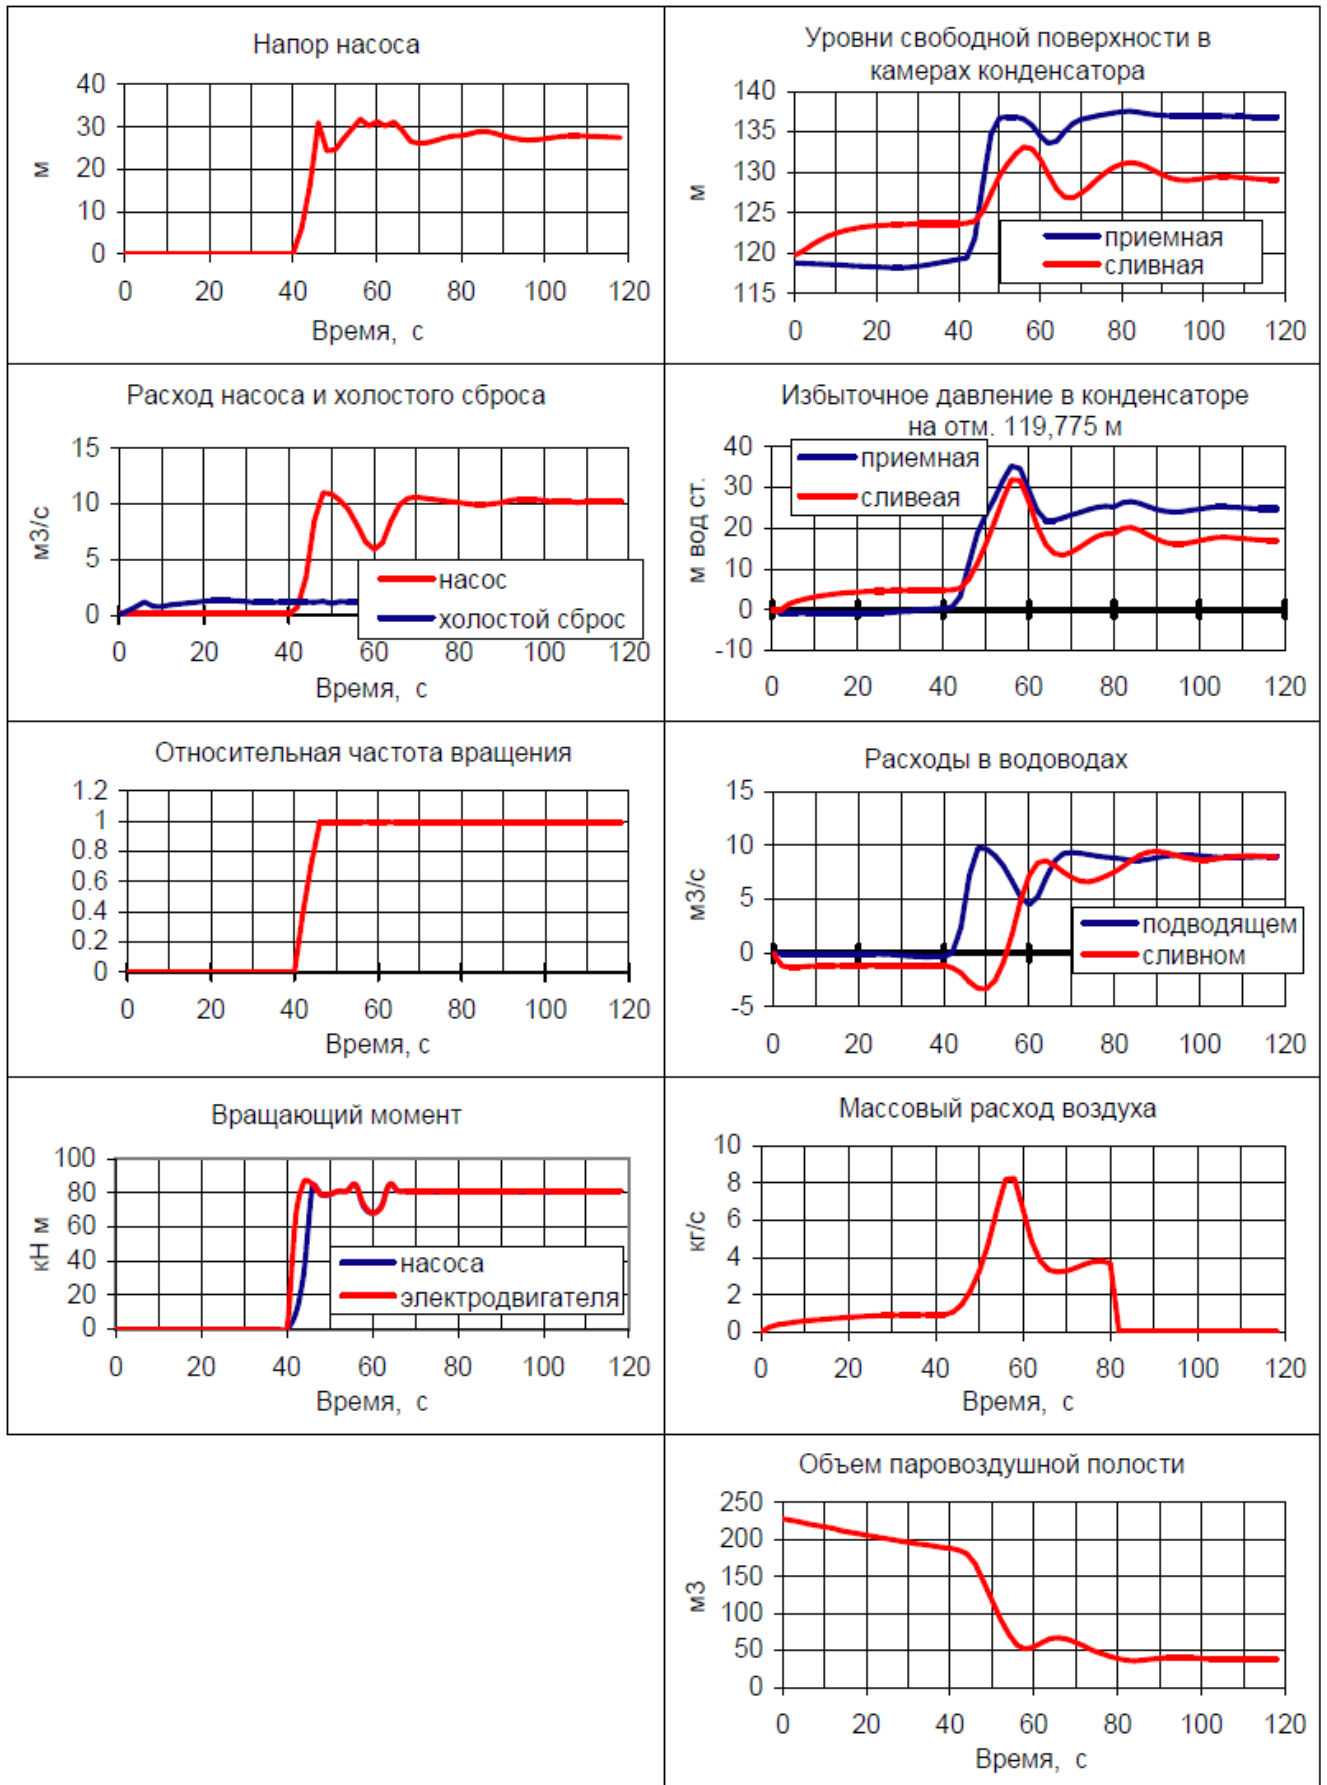 Напор насоса
40
30
20
10
0
м
0 20 40 60 80 100 120
Время, с
Уровни свободной поверхности в
камерах конденсатора
140
135
130
125
120
115
м
приемная
сливная
0 20 40 60 80 100 120
Расход насоса и холостого сброса
15
10
5
0
м3/с
насос
холостой сброс
0 20 40 60 80 100 120
Время, с
Избыточное давление в конденсаторе
на отм. 119,775 м
40
30
20
10
0
-10
м вод ст.
приемная
сливеая
0 20 40 60 80 100 120
Относительная частота вращения
1.2
1
0.8
0.6
0.4
0.2
0
0 20 40 60 80 100 120
Время, с
Расходы в водоводах
15
10
5
0
-5
м3/с
подводящем
сливном
0 20 40 60 80 100 120
Вращающий момент
100
80
60
40
20
0
кН м
насоса
электродвигателя
0 20 40 60 80 100 120
Время, с
Массовый расход воздуха
10
8
6
4
2
0
кг/с
0 20 40 60 80 100 120
Время, с
Объем паровоздушной полости
250
200
150
100
50
0
м3
0 20 40 60 80 100 120
Время, с